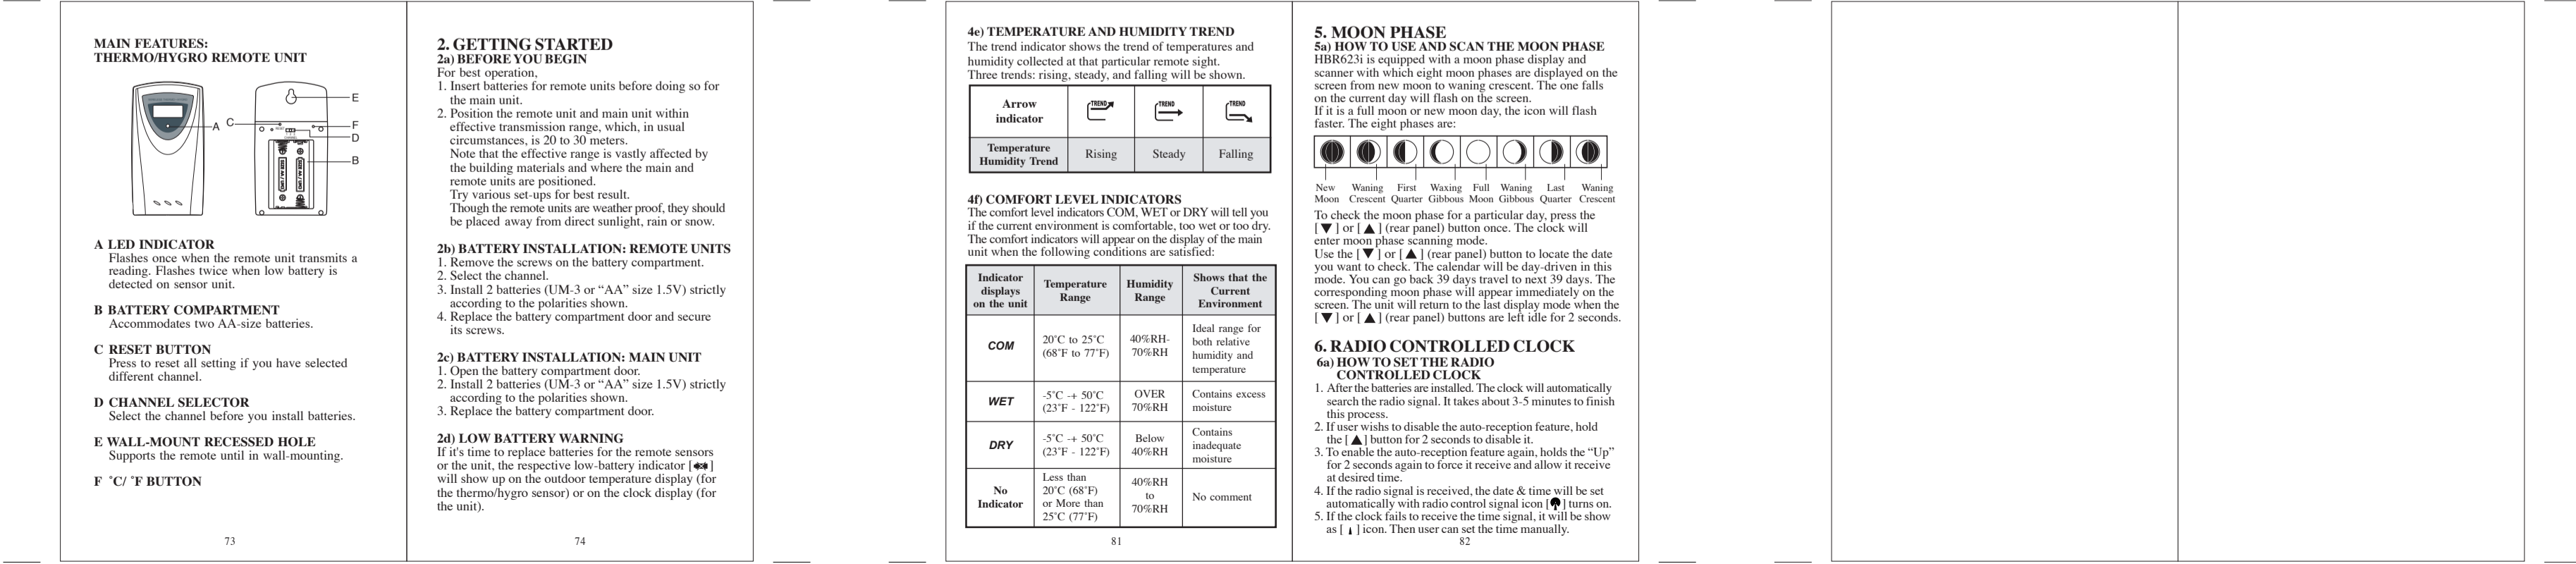 MAIN FEATURES:
THERMO/HYGRO REMOTE UNIT
E
A
C
F
D
B
A LED INDICATOR
Flashes once when the remote unit transmits a
reading. Flashes twice when low battery is
detected on sensor unit.
B BATTERY COMPARTMENT
Accommodates two AA-size batteries.
C RESET BUTTON
Press to reset all setting if you have selected
different channel.
D CHANNEL SELECTOR
Select the channel before you install batteries.
E WALL-MOUNT RECESSED HOLE
Supports the remote until in wall-mounting.
F ˚C/ ˚F BUTTON
73
2. GETTING STARTED
2a) BEFORE YOU BEGIN
For best operation,
1. Insert batteries for remote units before doing so for
the main unit.
2. Position the remote unit and main unit within
effective transmission range, which, in usual
circumstances, is 20 to 30 meters.
Note that the effective range is vastly affected by
the building materials and where the main and
remote units are positioned.
Try various set-ups for best result.
Though the remote units are weather proof, they should
be placed away from direct sunlight, rain or snow.
2b) BATTERY INSTALLATION: REMOTE UNITS
1. Remove the screws on the battery compartment.
2. Select the channel.
3. Install 2 batteries (UM-3 or “AA” size 1.5V) strictly
according to the polarities shown.
4. Replace the battery compartment door and secure
its screws.
2c) BATTERY INSTALLATION: MAIN UNIT
1. Open the battery compartment door.
2. Install 2 batteries (UM-3 or “AA” size 1.5V) strictly
according to the polarities shown.
3. Replace the battery compartment door.
2d) LOW BATTERY WARNING
If it's time to replace batteries for the remote sensors
or the unit, the respective low-battery indicator [ ]
will show up on the outdoor temperature display (for
the thermo/hygro sensor) or on the clock display (for
the unit).
74
4e) TEMPERATURE AND HUMIDITY TREND
The trend indicator shows the trend of temperatures and
humidity collected at that particular remote sight.
Three trends: rising, steady, and falling will be shown.
Arrow
indicator
TREND TREND TREND
Temperature
Humidity Trend
Rising Steady Falling
4f) COMFORT LEVEL INDICATORS
The comfort level indicators COM, WET or DRY will tell you
if the current environment is comfortable, too wet or too dry.
The comfort indicators will appear on the display of the main
unit when the following conditions are satisfied:
Indicator
displays
on the unit
Temperature
Range
Humidity
Range
Shows that the
Current
Environment
COM
20˚C to 25˚C
(68˚F to 77˚F)
40%RH-
70%RH
Ideal range for
both relative
humidity and
temperature
WET
-5˚C -+ 50˚C
(23˚F - 122˚F)
OVER
70%RH
Contains excess
moisture
DRY
-5˚C -+ 50˚C
(23˚F - 122˚F)
Below
40%RH
Contains
inadequate
moisture
No
Indicator
Less than
20˚C (68˚F)
or More than
25˚C (77˚F)
40%RH
to
70%RH
No comment
81
5. MOON PHASE
5a) HOW TO USE AND SCAN THE MOON PHASE
HBR623i is equipped with a moon phase display and
scanner with which eight moon phases are displayed on the
screen from new moon to waning crescent. The one falls
on the current day will flash on the screen.
If it is a full moon or new moon day, the icon will flash
faster. The eight phases are:
New Waning First Waxing Full Waning Last Waning
Moon Crescent Quarter Gibbous Moon Gibbous Quarter Crescent
To check the moon phase for a particular day, press the
[ ▼ ] or [ ▲ ] (rear panel) button once. The clock will
enter moon phase scanning mode.
Use the [ ▼ ] or [ ▲ ] (rear panel) button to locate the date
you want to check. The calendar will be day-driven in this
mode. You can go back 39 days travel to next 39 days. The
corresponding moon phase will appear immediately on the
screen. The unit will return to the last display mode when the
[ ▼ ] or [ ▲ ] (rear panel) buttons are left idle for 2 seconds.
6. RADIO CONTROLLED CLOCK
6a) HOW TO SET THE RADIO
CONTROLLED CLOCK
1. After the batteries are installed. The clock will automatically
search the radio signal. It takes about 3-5 minutes to finish
this process.
2. If user wishes to disable the auto-reception feature, hold
the [ ▲ ] button for 2 seconds to disable it.
3. To enable the auto-reception feature again, holds the “Up”
for 2 seconds again to force it receive and allow it receive
at desired time.
4. If the radio signal is received, the date & time will be set
automatically with radio control signal icon [ ] turns on.
5. If the clock fails to receive the time signal, it will be show
as [ ] icon. Then user can set the time manually.
82